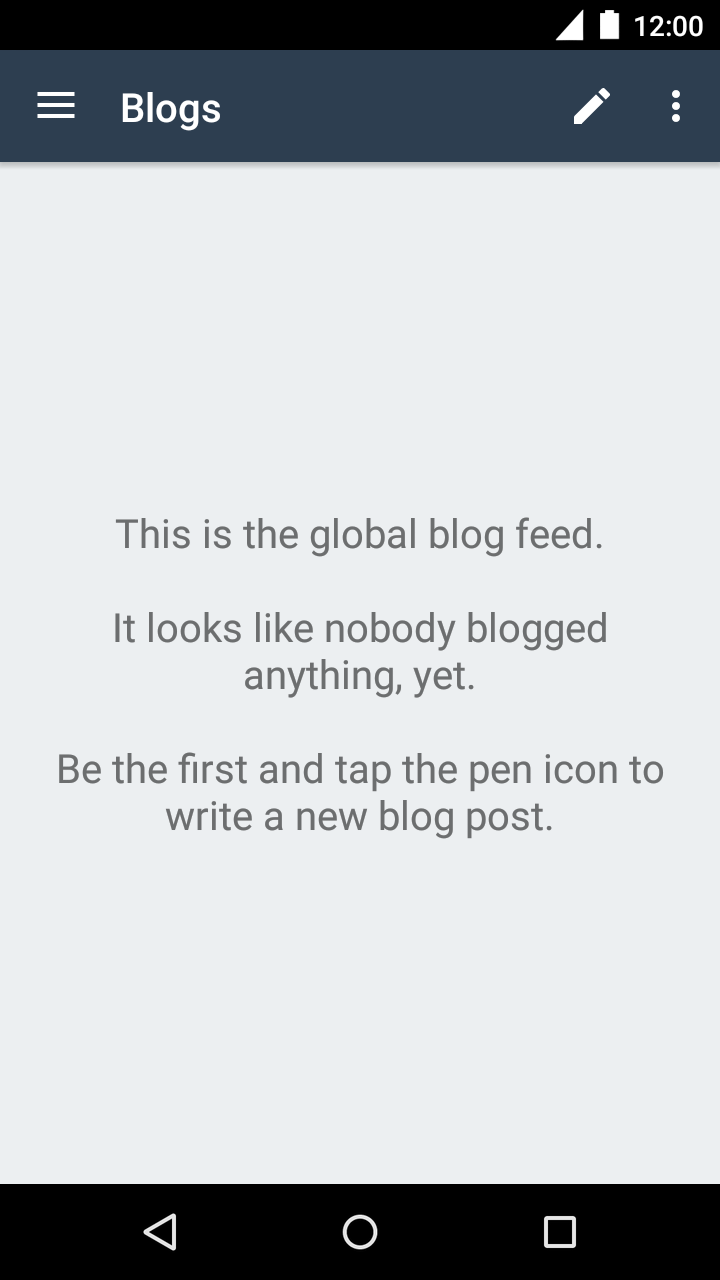 12:00
Blogs
This is the global blog feed.
It looks like nobody blogged
anything, yet.
Be the first and tap the pen icon to
write a new blog post.